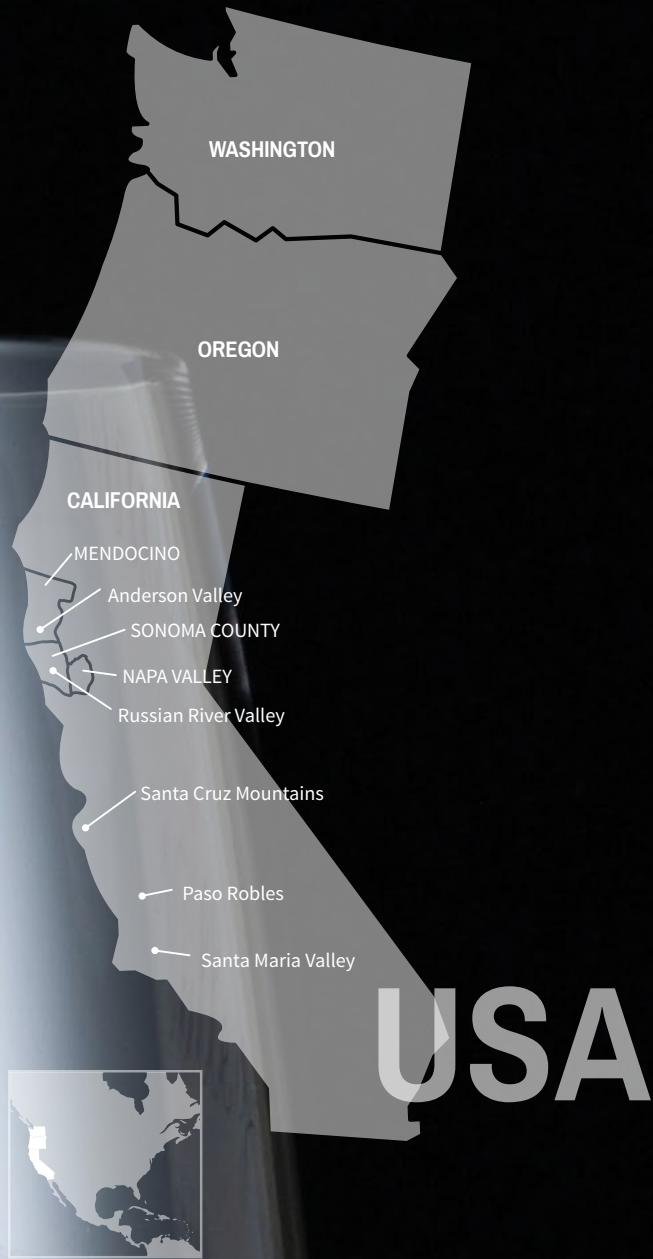 WASHINGTON
OREGON
CALIFORNIA
MENDOCINO
Anderson Valley
SONOMA COUNTY
NAPA VALLEY
Russian River Valley
Santa Cruz Mountains
Paso Robles
Santa Maria Valley
USA